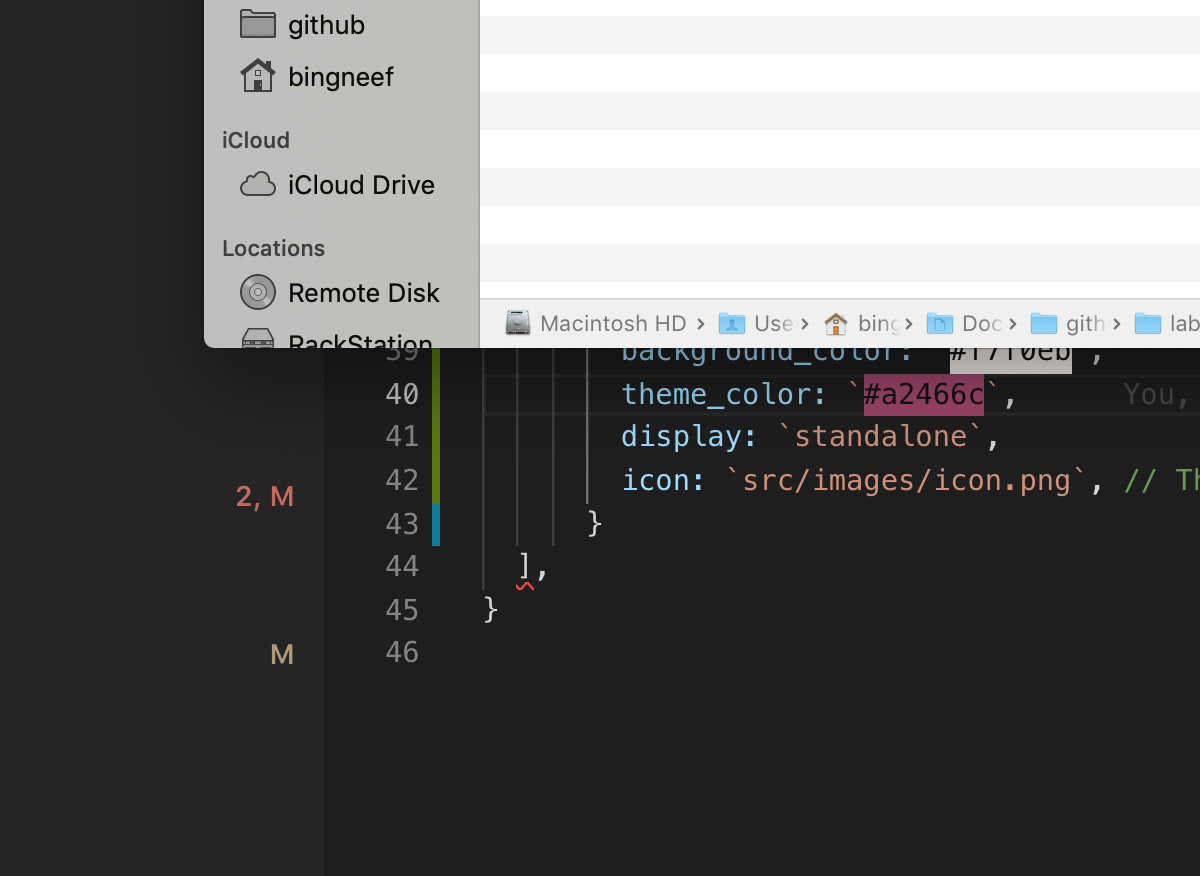 github
bingneef
iCloud
iCloud Drive
Locations
Remote Disk
RackStation
Macintosh HD › Use › bing › Doc › gith › lab
39 background_color: `#f7f0eb`,
40 theme_color: `#a2466c`, You,
41 display: `standalone`,
42 icon: `src/images/icon.png`, // Th
2, M
43 }
44 ],
45 }
M
46